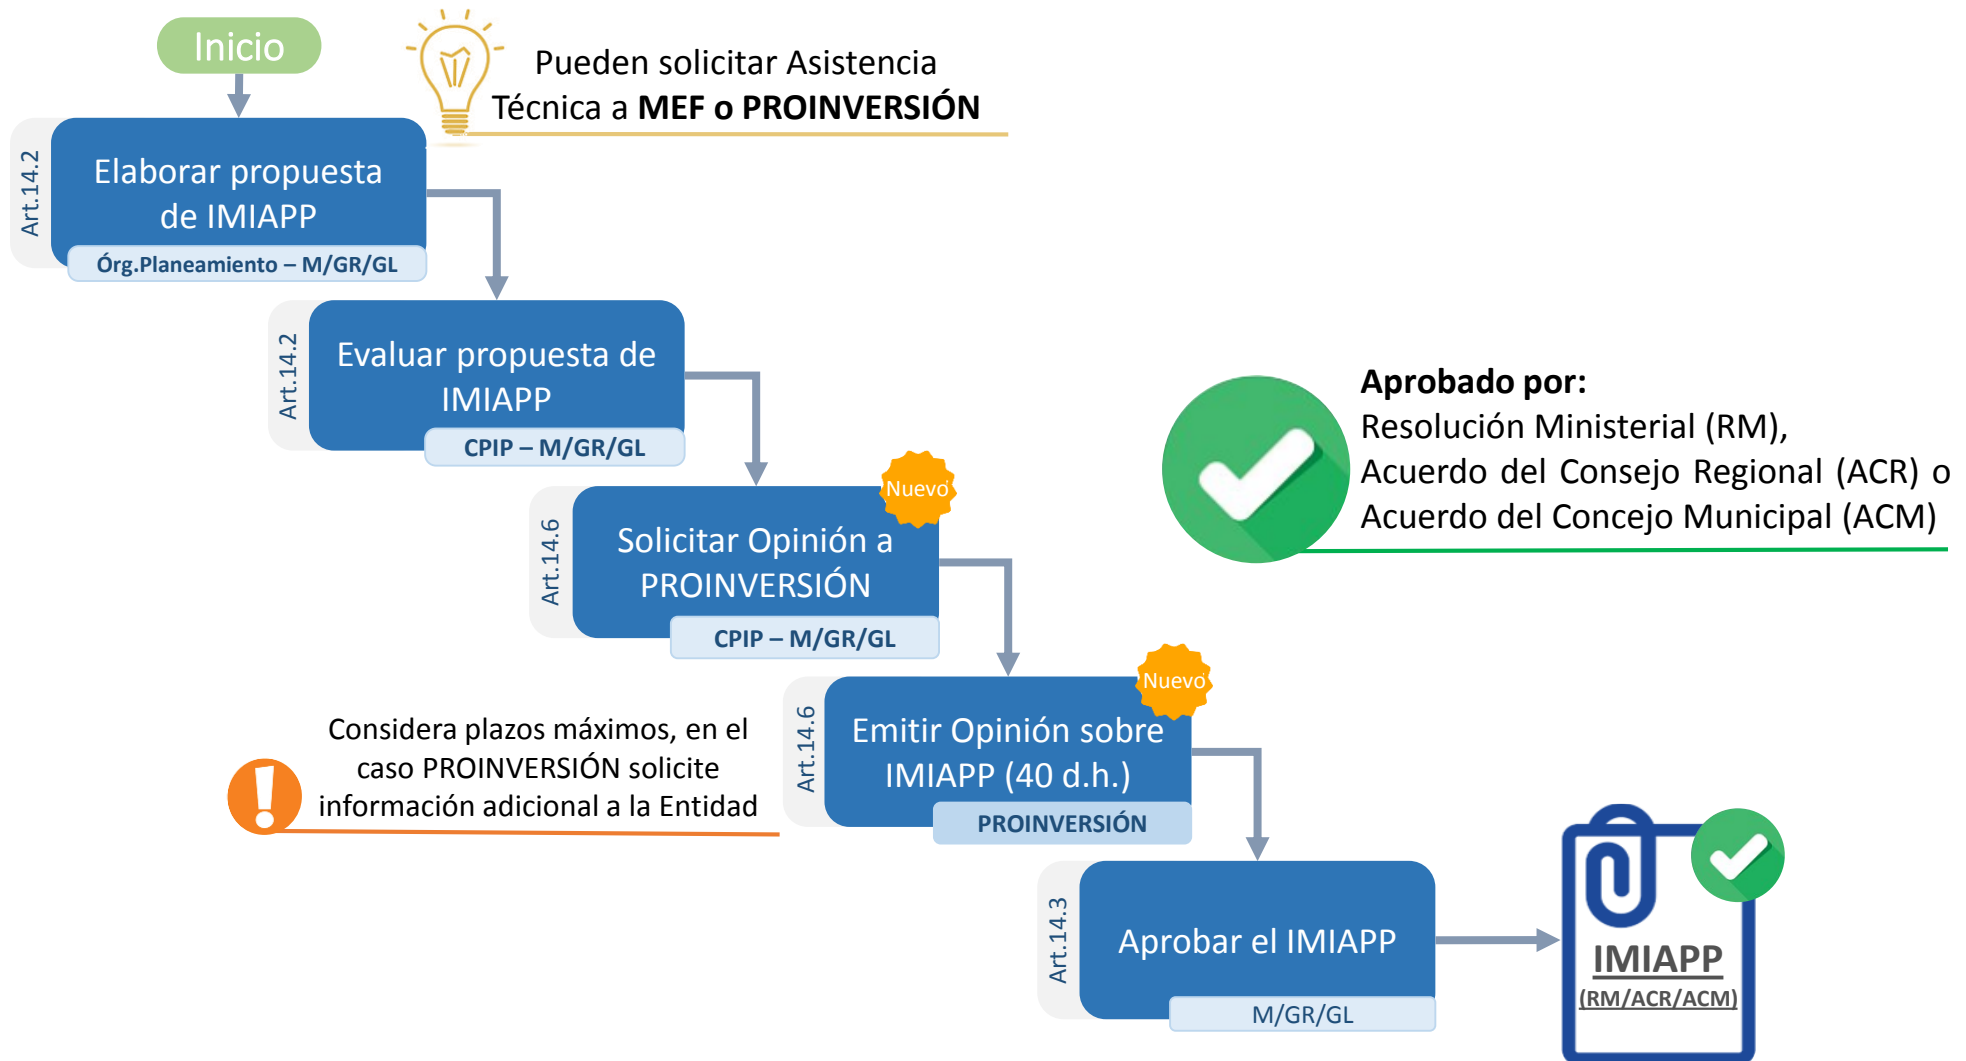 Inicio
Pueden solicitar Asistencia
Técnica a MEF o PROINVERSIÓN
Art.14.2
Elaborar propuesta
de IMIAPP
Órg.Planeamiento – M/GR/GL
Art.14.2
Evaluar propuesta de
IMIAPP
CPIP – M/GR/GL
Aprobado por:
Resolución Ministerial (RM),
Acuerdo del Consejo Regional (ACR) o
Acuerdo del Concejo Municipal (ACM)
Nuevo
Art.14.6
Solicitar Opinión a
PROINVERSIÓN
CPIP – M/GR/GL
Nuevo
Art.14.6
Emitir Opinión sobre
IMIAPP (40 d.h.)
PROINVERSIÓN
Considera plazos máximos, en el
caso PROINVERSIÓN solicite
información adicional a la Entidad
Art.14.3
Aprobar el IMIAPP
M/GR/GL
IMIAPP
(RM/ACR/ACM)